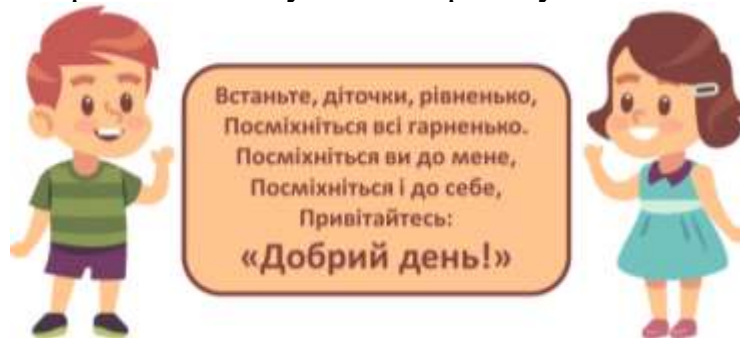 Встаньте, діточки, рівненько,
Посміхніться всі гарненько.
Посміхніться ви до мене,
Посміхніться і до себе,
Привітайтесь:
«Добрий день!»